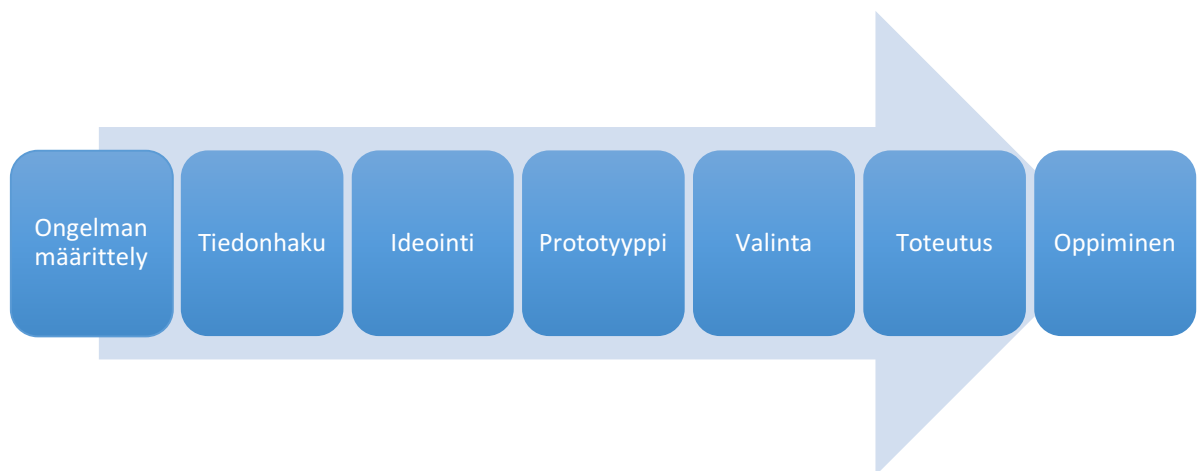 Ongelman
määrittely
Tiedonhaku
Ideointi
Prototyyppi
Valinta
Toteutus
Oppiminen